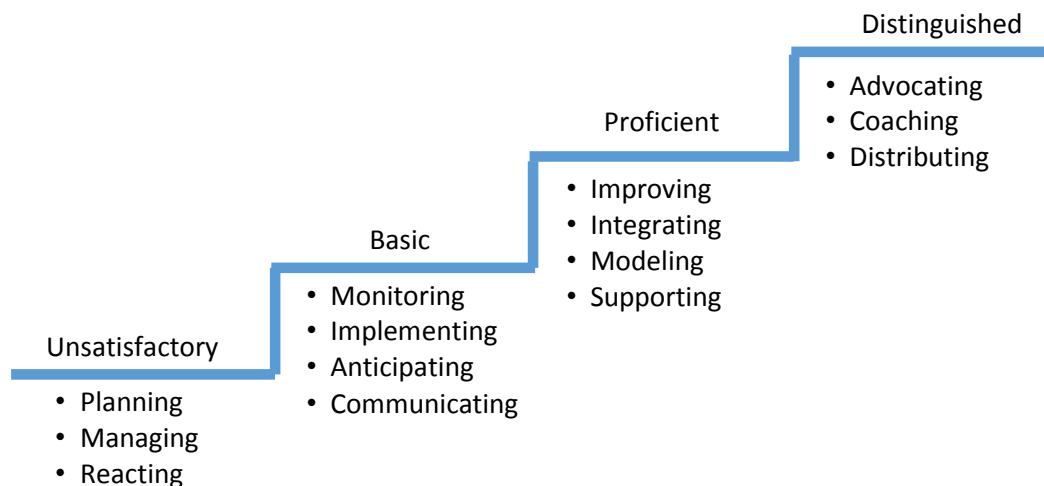 Distinguished
• Advocating
• Coaching
• Distributing
Proficient
• Improving
• Integrating
• Modeling
• Supporting
Basic
• Monitoring
• Implementing
• Anticipating
• Communicating
Unsatisfactory
• Planning
• Managing
• Reacting